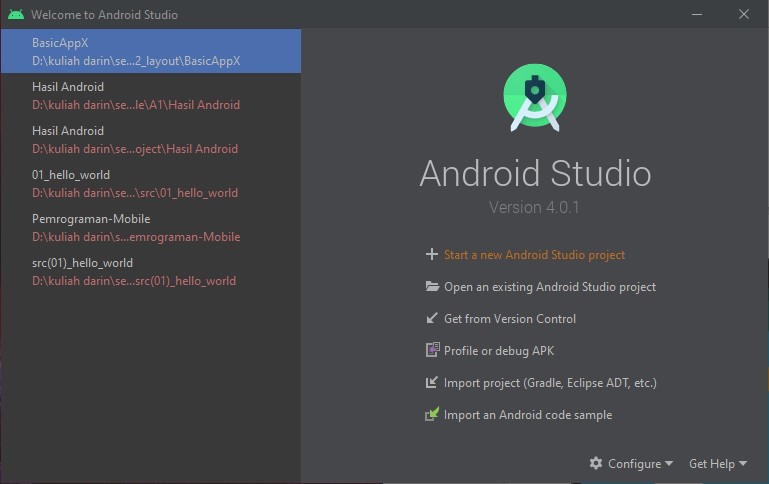 Welcome to Android Studio
BasicAppX
D:\kuliah darin\se...2_layout\BasicAppX
Hasil Android
D:\kuliah darin\se...le\A1\Hasil Android
Hasil Android
D:\kuliah darin\se...oject\Hasil Android
01_hello_world
D:\kuliah darin\se...\src\01_hello_world
Pemrograman-Mobile
D:\kuliah darin\s...emrograman-Mobile
src(01)_hello_world
D:\kuliah darin\se...src(01)_hello_world
Android Studio
Version 4.0.1
Start a new Android Studio project
Open an existing Android Studio project
Get from Version Control
Profile or debug APK
Import project (Gradle, Eclipse ADT, etc.)
Import an Android code sample
Configure
Get Help